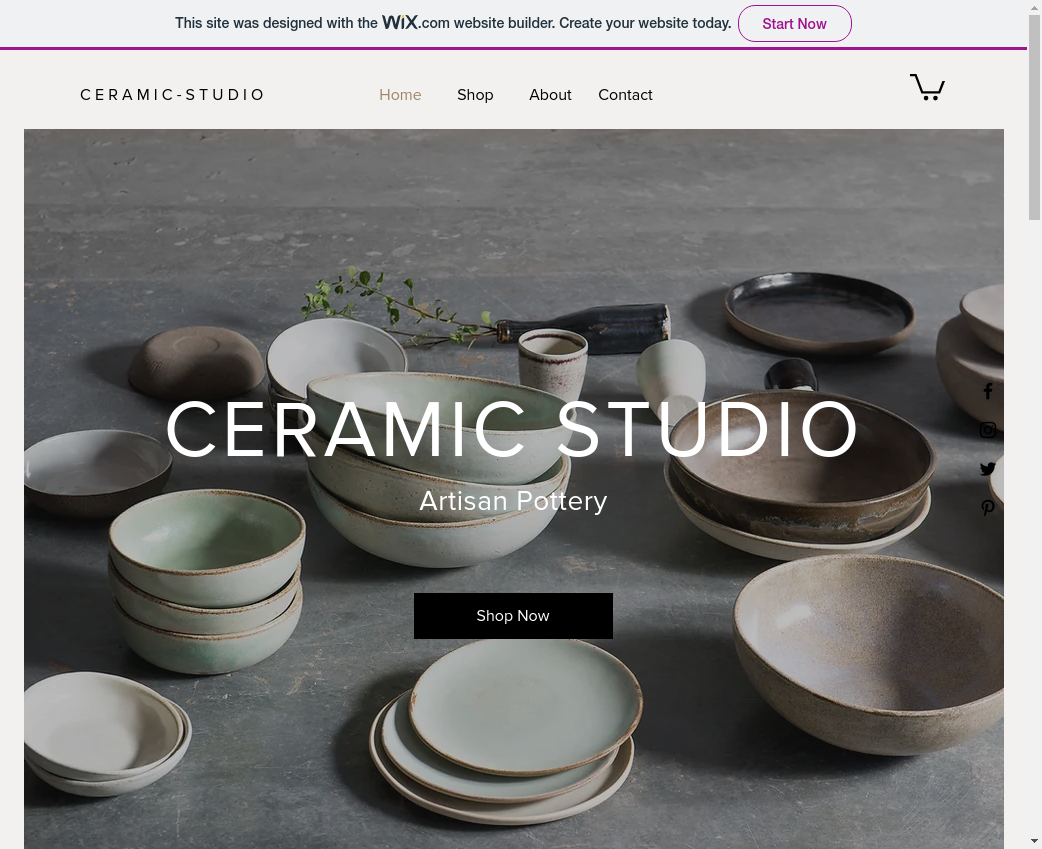 This site was designed with the WiX.com website builder. Create your website today. Start Now
CERAMIC-STUDIO Home Shop About Contact
CERAMIC STUDIO
Artisan Pottery
Shop Now